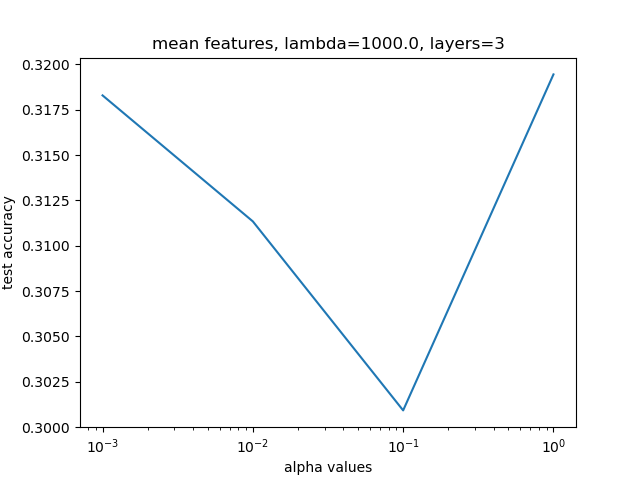 mean features, lambda=1000.0, layers=3
0.3200
0.3175
0.3150
0.3125
0.3100
0.3075
0.3050
0.3025
0.3000
test accuracy
10⁻³ 10⁻² 10⁻¹ 10⁰
alpha values